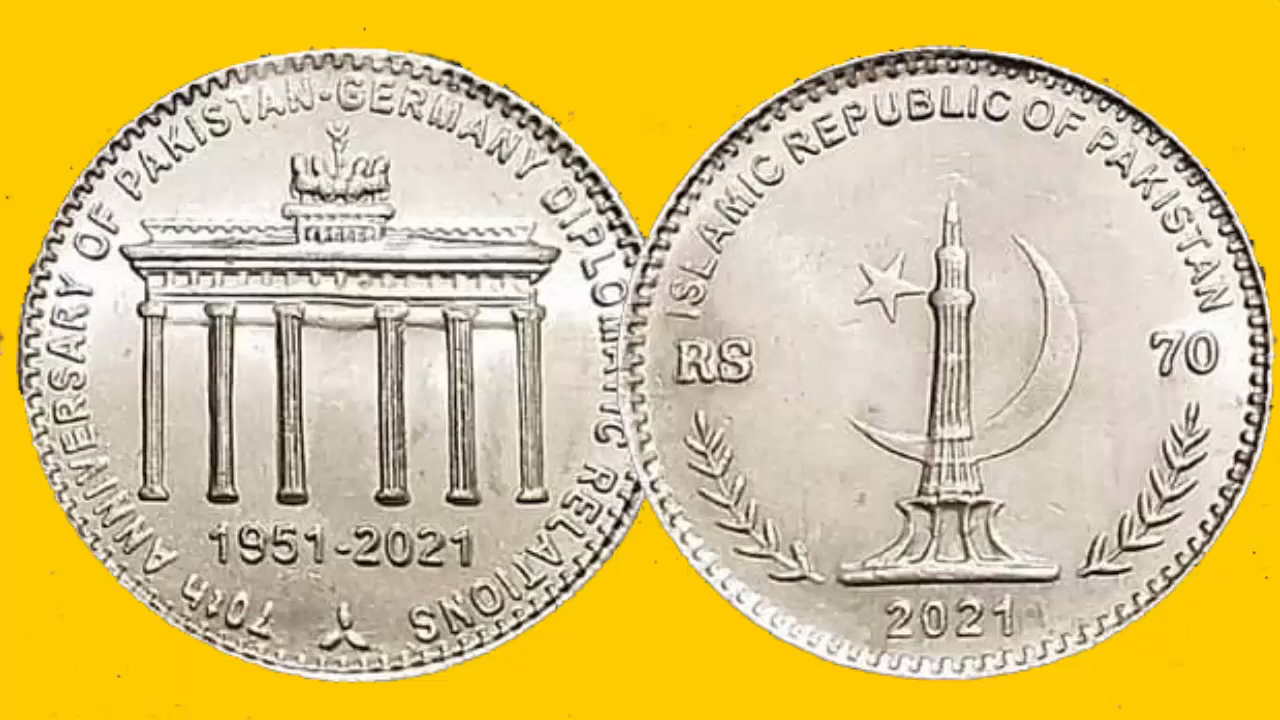 70th ANNIVERSARY OF PAKISTAN-GERMANY DIPLOMATIC RELATIONS
1951-2021
ISLAMIC REPUBLIC OF PAKISTAN
RS 70
2021